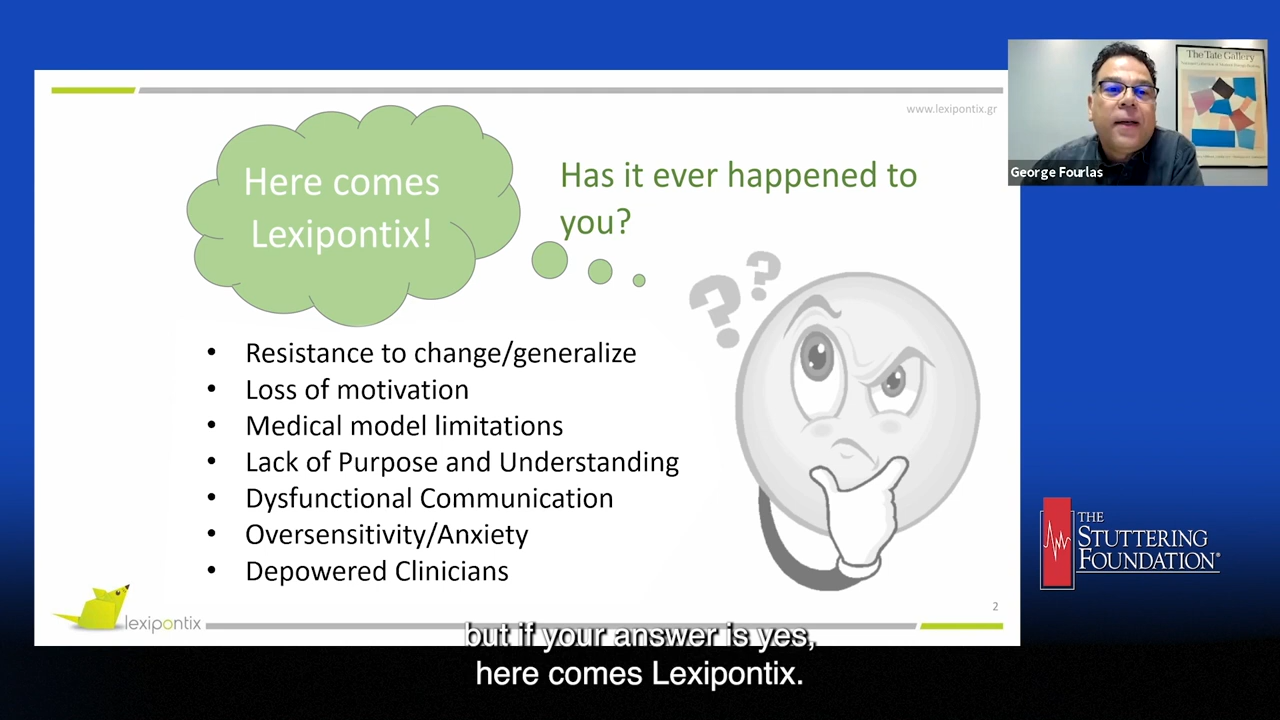 www.lexipontix.gr
Here comes
Lexipontix!
Has it ever happened to
you?
? ?
• Resistance to change/generalize
• Loss of motivation
• Medical model limitations
• Lack of Purpose and Understanding
• Dysfunctional Communication
• Oversensitivity/Anxiety
• Depowered Clinicians
lexipontix
2
The Tate Gallery
George Fourlas
THE
STUTTERING
FOUNDATION®
but if your answer is yes,
here comes Lexipontix.